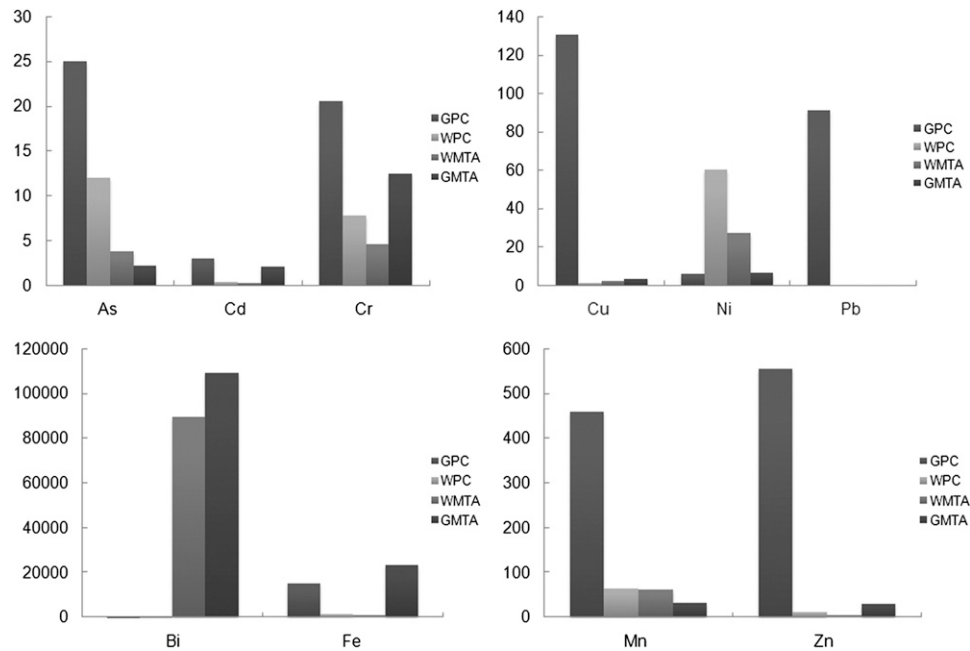 30
25
20
15
10
5
0
As Cd Cr
GPC
WPC
WMTA
GMTA
140
120
100
80
60
40
20
0
Cu Ni Pb
GPC
WPC
WMTA
GMTA
120000
100000
80000
60000
40000
20000
0
Bi Fe
GPC
WPC
WMTA
GMTA
600
500
400
300
200
100
0
Mn Zn
GPC
WPC
WMTA
GMTA